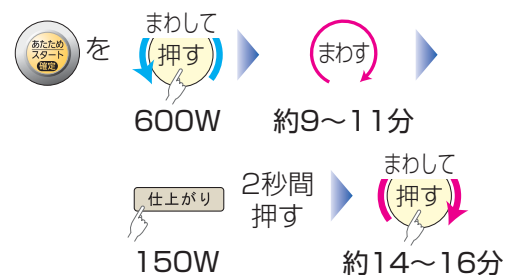 あたため
スタート
確定
を
まわして
押す
600W
まわす
約9～11分
仕上がり
150W
2秒間
押す
まわして
押す
約14～16分